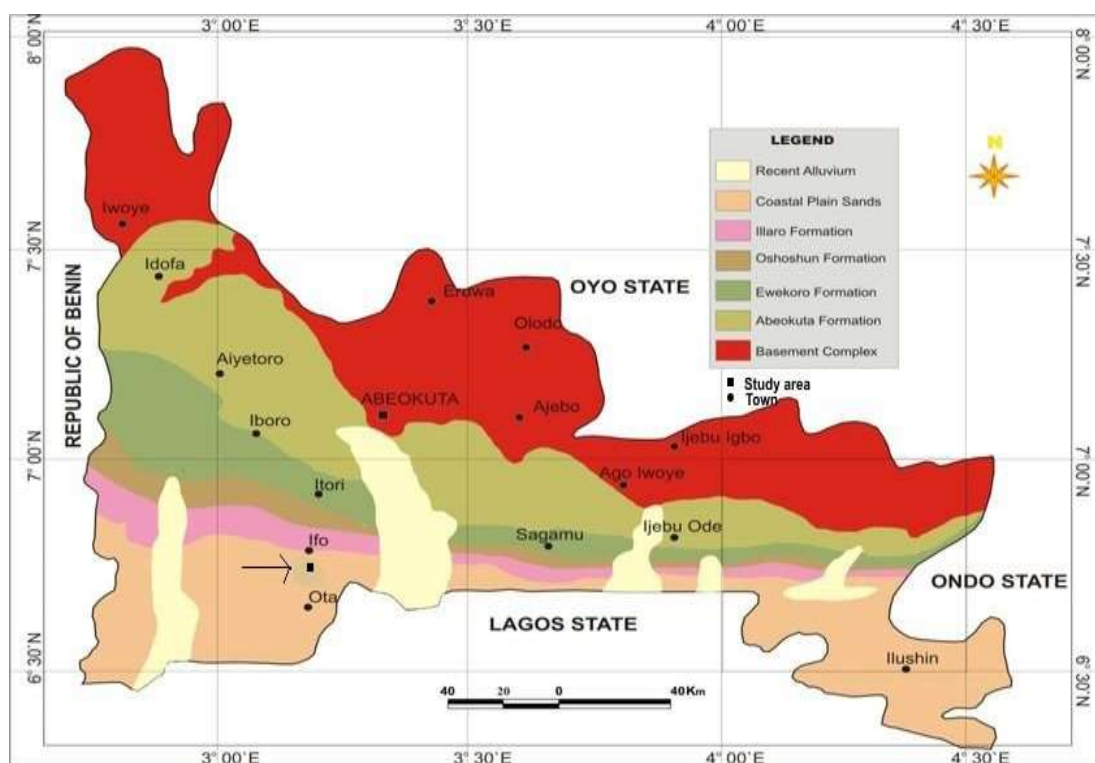 3° 00´E
3° 30´E
4° 00´E
4° 30´E
8° 00´N
8° 00´N
N
LEGEND
Recent Alluvium
Coastal Plain Sands
Illaro Formation
Oshoshun Formation
Ewekoro Formation
Abeokuta Formation
Basement Complex
Study area
Town
Iwoye
7° 30´N
7° 30´N
Idofa
REPUBLIC OF BENIN
OYO STATE
Eruwa
Olodo
Aiyetoro
ABEOKUTA
Ajebo
Iboro
Ijebu Igbo
7° 00´N
7° 00´N
Ago Iwoye
Itori
Ijebu Ode
Sagamu
Ifo
ONDO STATE
Ota
LAGOS STATE
Ilushin
6° 30´N
6° 30´N
40 20 0 40 Km
3° 00´E
3° 30´E
4° 00´E
4° 30´E